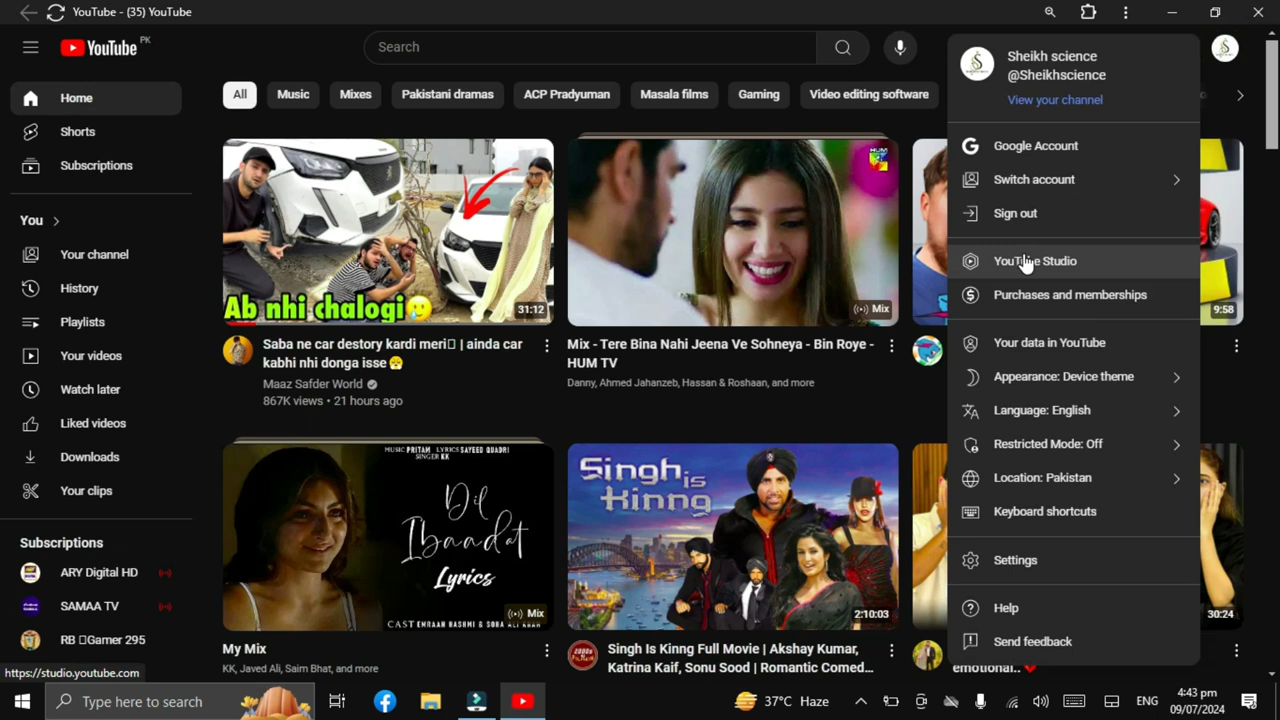 YouTube - (35) YouTube
YouTube PK
Search
Home
Shorts
Subscriptions
You
Your channel
History
Playlists
Your videos
Watch later
Liked videos
Downloads
Your clips
Subscriptions
ARY Digital HD
SAMAA TV
RB Gamer 295
https://studio.youtube.com
All
Music
Mixes
Pakistani dramas
ACP Pradyuman
Masala films
Gaming
Video editing software
Ab nhi chalogi🥲
31:12
Saba ne car destory kardi meri | ainda car
kabhi nhi donga isse 😤
Maaz Safder World
867K views • 21 hours ago
HUM
Mix
Mix - Tere Bina Nahi Jeena Ve Sohneya - Bin Roye -
HUM TV
Danny, Ahmed Jahanzeb, Hassan & Roshaan, and more
9:58
MUSIC PRITAM LYRICS SAYEED QUADRI
SINGER KK
Dil
Ibaadat
Lyrics
CAST EMRAAN HASHMI & SOHA ALI KHAN
Mix
My Mix
KK, Javed Ali, Saim Bhat, and more
Singh
is
Kinng
2:10:03
Singh Is Kinng Full Movie | Akshay Kumar,
Katrina Kaif, Sonu Sood | Romantic Comed...
30:24
emotional.. ❤️
Sheikh science
@Sheikhscience
View your channel
Google Account
Switch account
Sign out
YouTube Studio
Purchases and memberships
Your data in YouTube
Appearance: Device theme
Language: English
Restricted Mode: Off
Location: Pakistan
Keyboard shortcuts
Settings
Help
Send feedback
Type here to search
37°C Haze
ENG
4:43 pm
09/07/2024